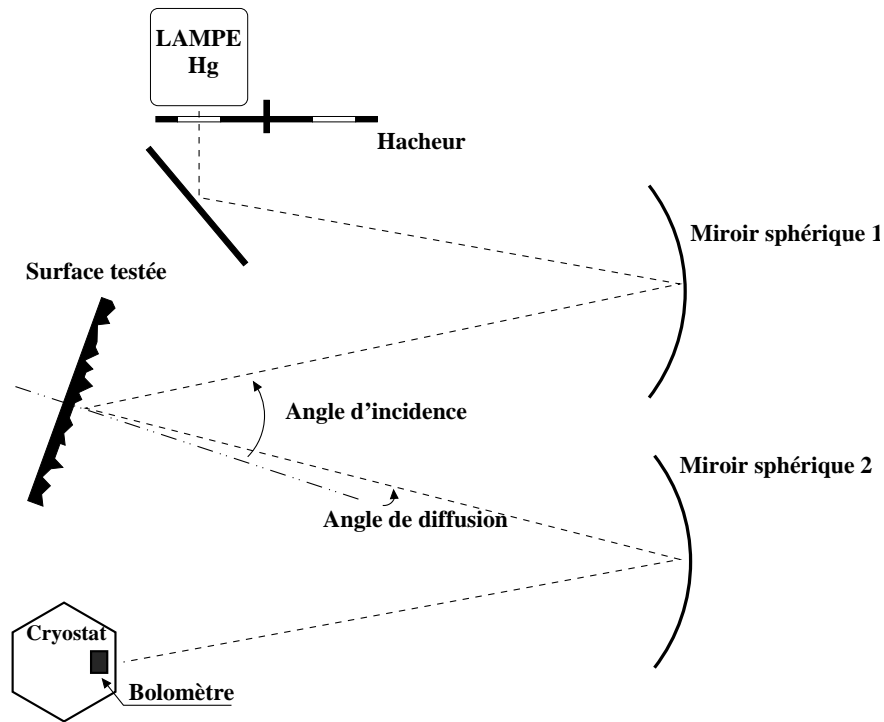 LAMPE
Hg
Hacheur
Miroir sphérique 1
Surface testée
Angle d'incidence
Miroir sphérique 2
Angle de diffusion
Cryostat
Bolomètre